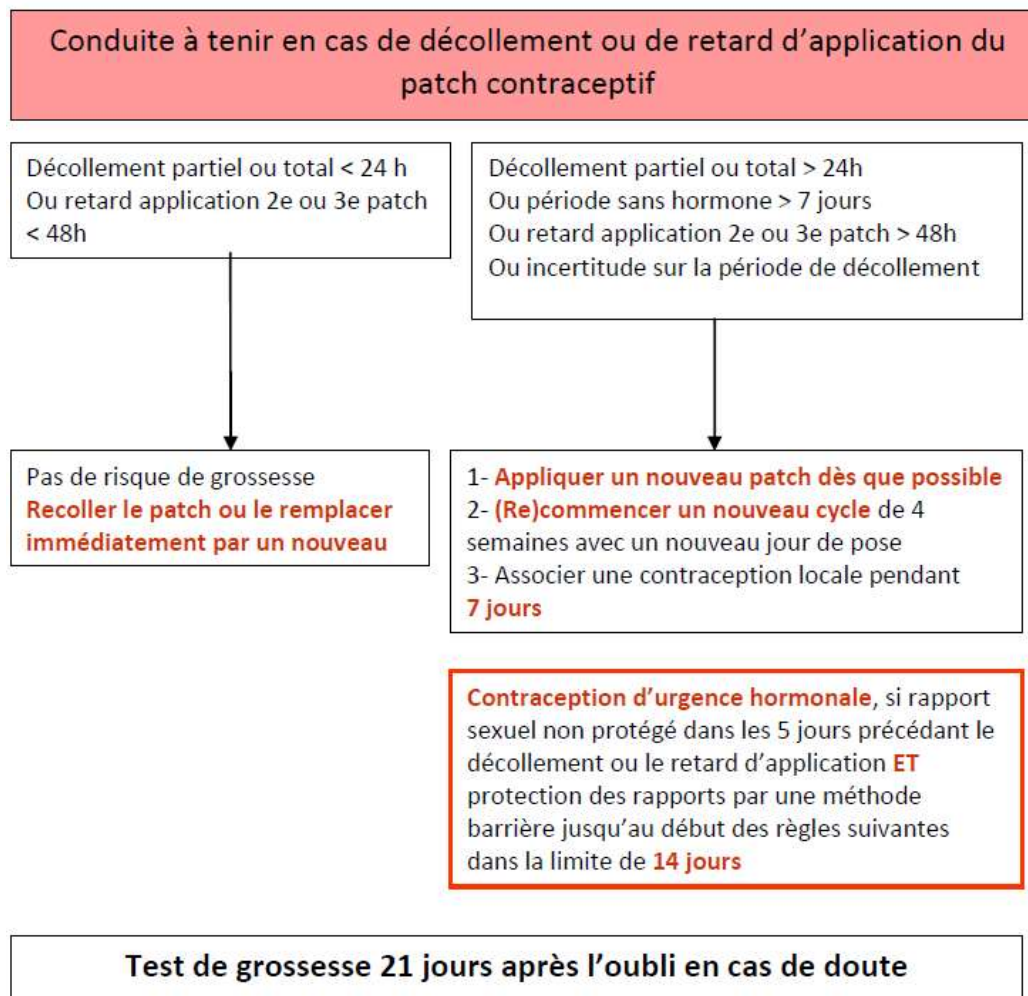 Conduite à tenir en cas de décollement ou de retard d’application du
patch contraceptif
Décollement partiel ou total < 24 h
Ou retard application 2e ou 3e patch
< 48h
Décollement partiel ou total > 24h
Ou période sans hormone > 7 jours
Ou retard application 2e ou 3e patch > 48h
Ou incertitude sur la période de décollement
Pas de risque de grossesse
Recoller le patch ou le remplacer
immédiatement par un nouveau
1- Appliquer un nouveau patch dès que possible
2- (Re)commencer un nouveau cycle de 4
semaines avec un nouveau jour de pose
3- Associer une contraception locale pendant
7 jours
Contraception d’urgence hormonale, si rapport
sexuel non protégé dans les 5 jours précédant le
décollement ou le retard d’application ET
protection des rapports par une méthode
barrière jusqu’au début des règles suivantes
dans la limite de 14 jours
Test de grossesse 21 jours après l’oubli en cas de doute